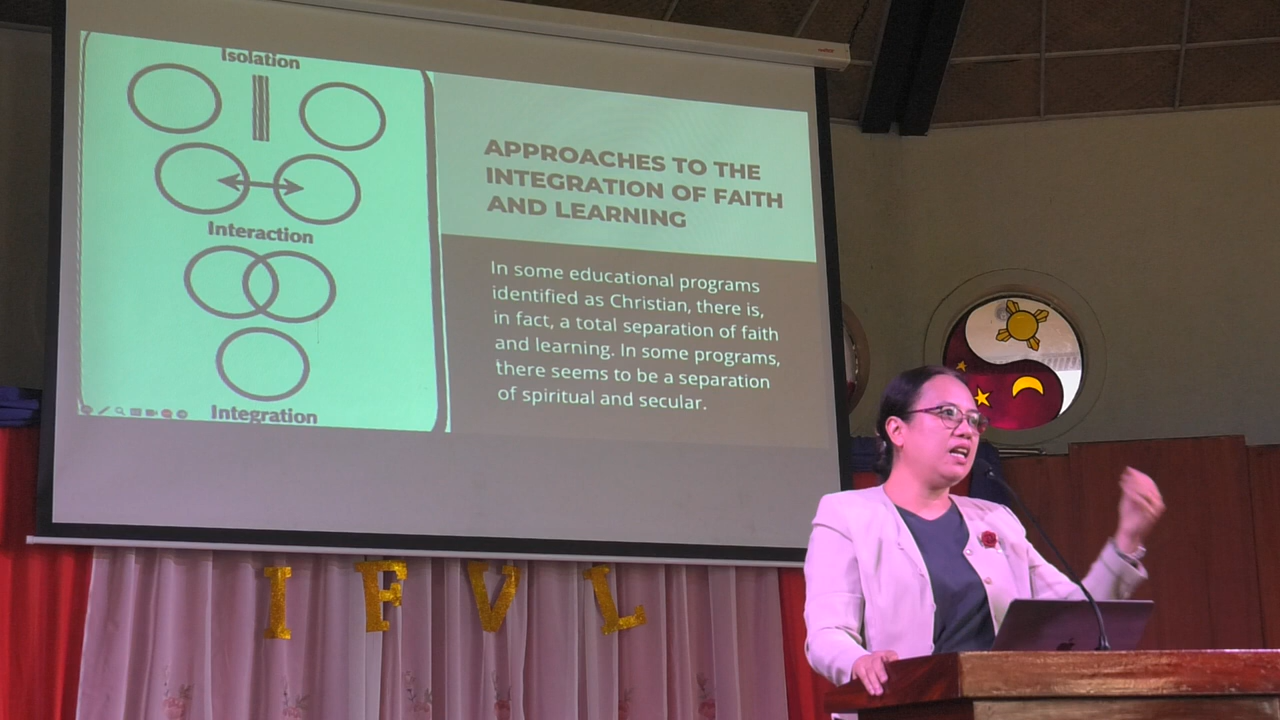 Isolation
Interaction
Integration
APPROACHES TO THE
INTEGRATION OF FAITH
AND LEARNING
In some educational programs
identified as Christian, there is,
in fact, a total separation of faith
and learning. In some programs,
there seems to be a separation
of spiritual and secular.
I F V L